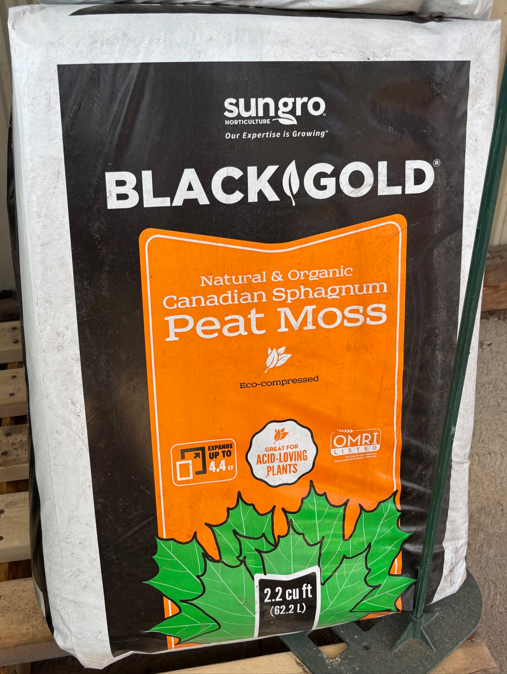 sungro
HORTICULTURE
Our Expertise is Growing®
BLACK GOLD®
Natural & Organic
Canadian Sphagnum
Peat Moss
Eco-compressed
EXPANDS
UP TO
4.4 cf
GREAT FOR
ACID-LOVING
PLANTS
OMRI
LISTED
2.2 cu ft
(62.2 L)